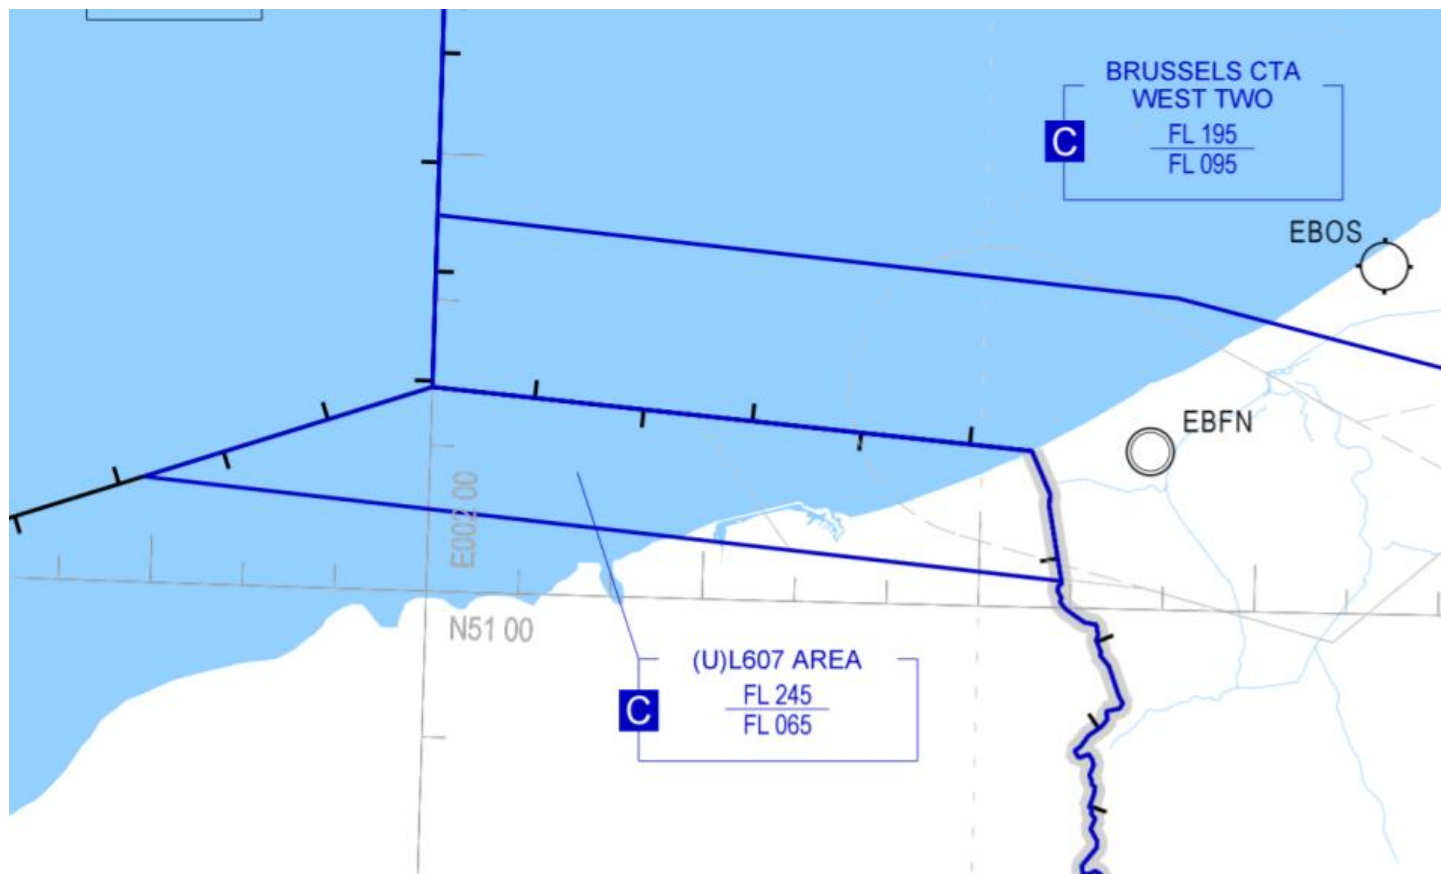 BRUSSELS CTA
WEST TWO
C
FL 195
FL 095
EBOS
EBFN
E002 00
N51 00
(U)L607 AREA
C
FL 245
FL 065